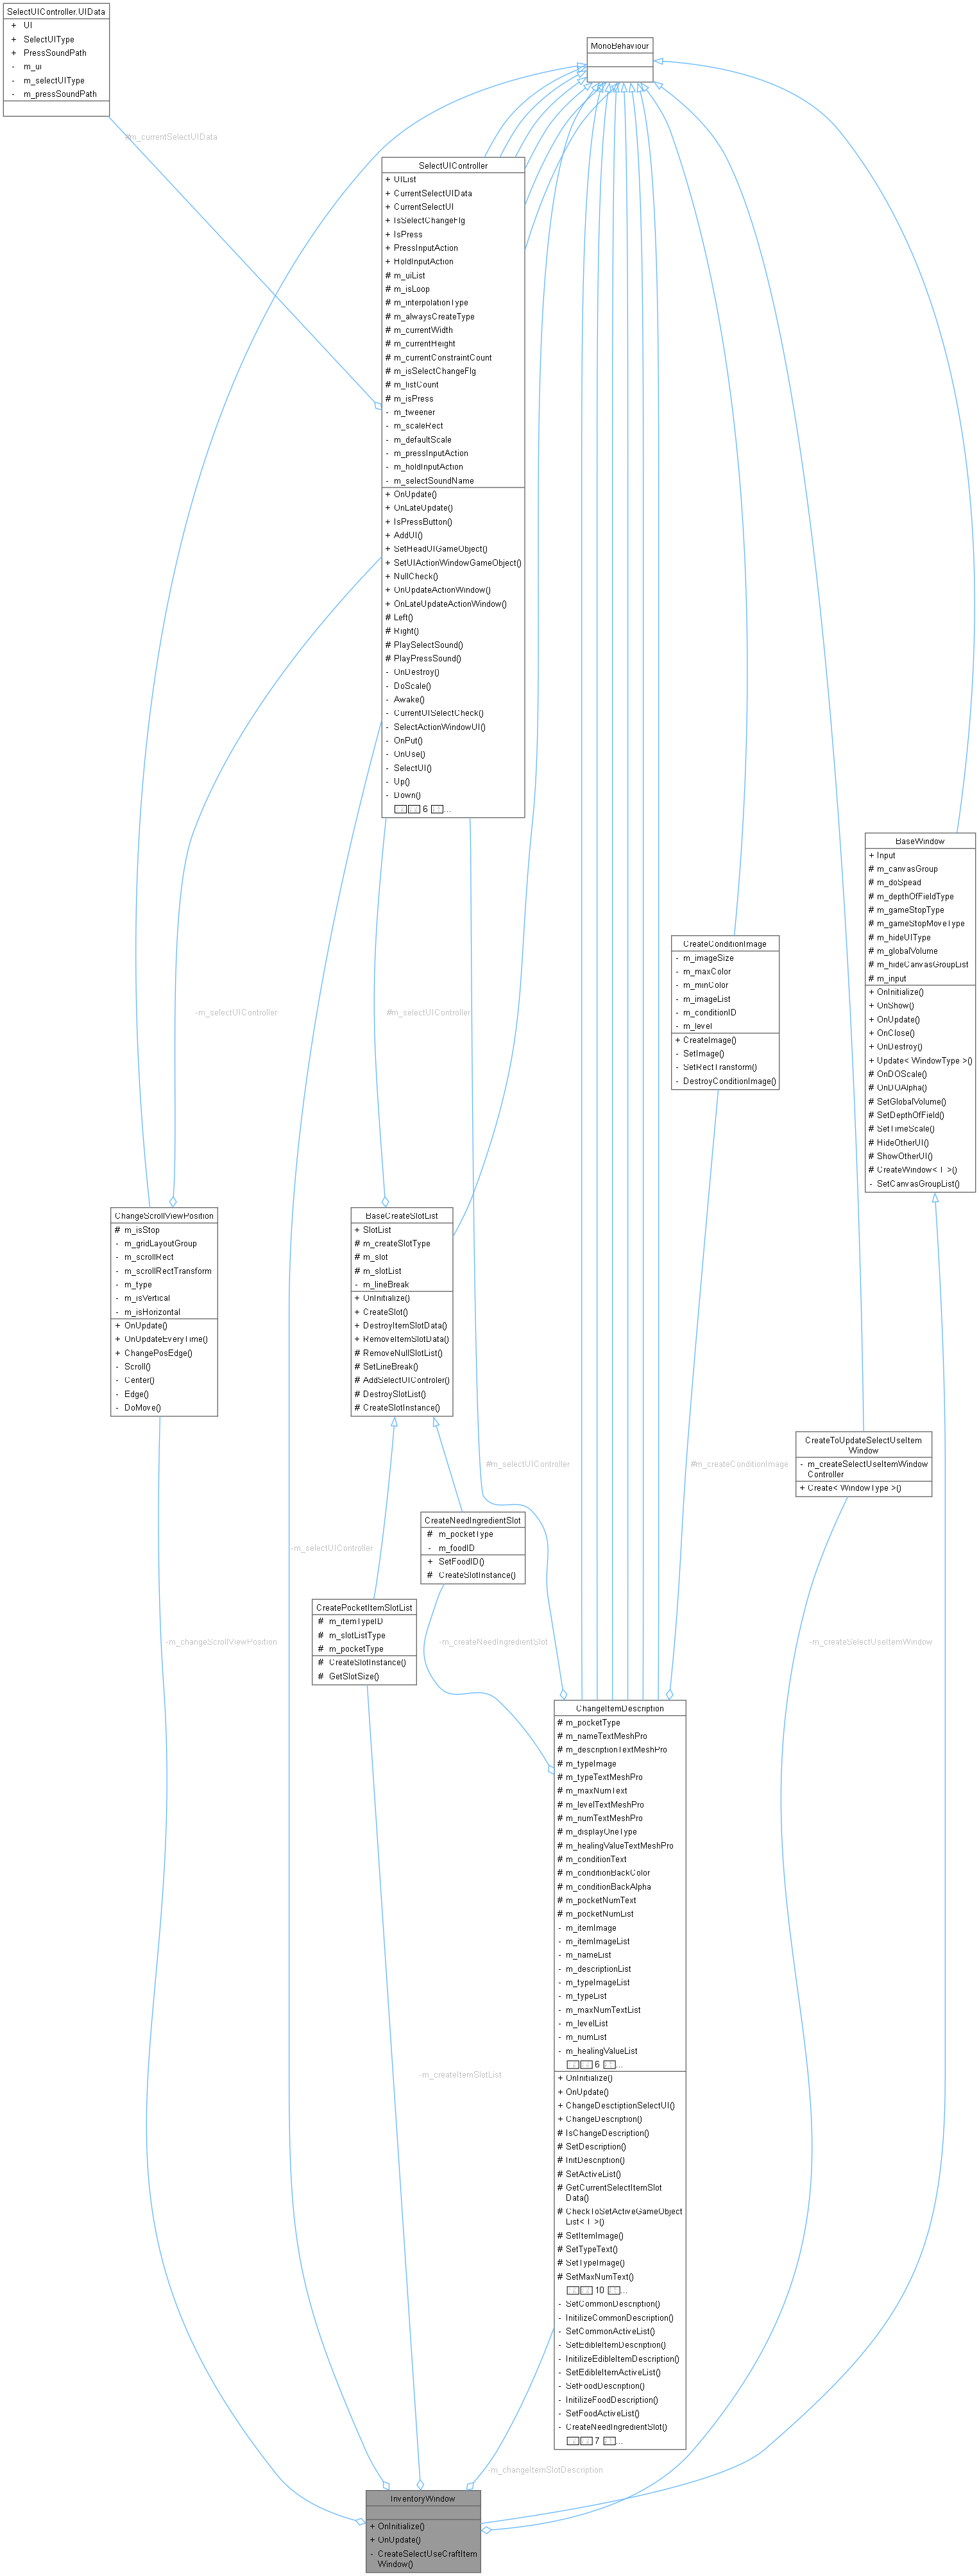 SelectUIController.UIData
+ UI
+ SelectUIType
+ PressSoundPath
- m_ui
- m_selectUIType
- m_pressSoundPath
MonoBehaviour
#m_currentSelectUIData
SelectUIController
+ UIList
+ CurrentSelectUIData
+ CurrentSelectUI
+ IsSelectChangeFlg
+ IsPress
+ PressInputAction
+ HoldInputAction
# m_uiList
# m_isLoop
# m_interpolationType
# m_alwaysCreateType
# m_currentWidth
# m_currentHeight
# m_currentConstraintCount
# m_isSelectChangeFlg
# m_listCount
# m_isPress
- m_tweener
- m_scaleRect
- m_defaultScale
- m_pressInputAction
- m_holdInputAction
- m_selectSoundName
+ OnUpdate()
+ OnLateUpdate()
+ IsPressButton()
+ AddUI()
+ SetHeadUIGameObject()
+ SetUIActionWindowGameObject()
+ NullCheck()
+ OnUpdateActionWindow()
+ OnLateUpdateActionWindow()
# Left()
# Right()
# PlaySelectSound()
# PlayPressSound()
- OnDestroy()
- DoScale()
- Awake()
- CurrentUISelectCheck()
- SelectActionWindowUI()
- OnPut()
- OnUse()
- SelectUI()
- Up()
- Down()
6 ...
BaseWindow
+ Input
# m_canvasGroup
# m_doSpead
# m_depthOfFieldType
# m_gameStopType
# m_gameStopMoveType
# m_hideUIType
# m_globalVolume
# m_hideCanvasGroupList
# m_input
+ OnInitialize()
+ OnShow()
+ OnUpdate()
+ OnClose()
+ OnDestroy()
+ Update< WindowType >()
# OnDOScale()
# OnDOAlpha()
# SetGlobalVolume()
# SetDepthOfField()
# SetTimeScale()
# HideOtherUI()
# ShowOtherUI()
# CreateWindow< T >()
- SetCanvasGroupList()
CreateConditionImage
- m_imageSize
- m_maxColor
- m_minColor
- m_imageList
- m_conditionID
- m_level
+ CreateImage()
- SetImage()
- SetRectTransform()
- DestroyConditionImage()
-m_selectUIController
#m_selectUIController
ChangeScrollViewPosition
# m_isStop
- m_gridLayoutGroup
- m_scrollRect
- m_scrollRectTransform
- m_type
- m_isVertical
- m_isHorizontal
+ OnUpdate()
+ OnUpdateEveryTime()
+ ChangePosEdge()
- Scroll()
- Center()
- Edge()
- DoMove()
BaseCreateSlotList
+ SlotList
# m_createSlotType
# m_slot
# m_slotList
- m_lineBreak
+ OnInitialize()
+ CreateSlot()
+ DestroyItemSlotData()
+ RemoveItemSlotData()
# RemoveNullSlotList()
# SetLineBreak()
# AddSelectUIControler()
# DestroySlotList()
# CreateSlotInstance()
CreateToUpdateSelectUseItem
Window
- m_createSelectUseItemWindow
Controller
+ Create< WindowType >()
#m_selectUIController
#m_createConditionImage
CreateNeedIngredientSlot
# m_pocketType
- m_foodID
+ SetFoodID()
# CreateSlotInstance()
-m_selectUIController
CreatePocketItemSlotList
# m_itemTypeID
# m_slotListType
# m_pocketType
# CreateSlotInstance()
# GetSlotSize()
-m_changeScrollViewPosition
-m_createNeedIngredientSlot
-m_createSelectUseItemWindow
ChangeItemDescription
# m_pocketType
# m_nameTextMeshPro
# m_descriptionTextMeshPro
# m_typeImage
# m_typeTextMeshPro
# m_maxNumText
# m_levelTextMeshPro
# m_numTextMeshPro
# m_displayOneType
# m_healingValueTextMeshPro
# m_conditionText
# m_conditionBackColor
# m_conditionBackAlpha
# m_pocketNumText
# m_pocketNumList
- m_itemImage
- m_itemImageList
- m_nameList
- m_descriptionList
- m_typeImageList
- m_typeList
- m_maxNumTextList
- m_levelList
- m_numList
- m_healingValueList
6 ...
+ OnInitialize()
+ OnUpdate()
+ ChangeDesctiptionSelectUI()
+ ChangeDescription()
# IsChangeDescription()
# SetDescription()
# InitDescription()
# SetActiveList()
# GetCurrentSelectItemSlot
Data()
# CheckToSetActiveGameObject
List< T >()
# SetItemImage()
# SetTypeText()
# SetTypeImage()
# SetMaxNumText()
10 ...
- SetCommonDescription()
- InitilizeCommonDescription()
- SetCommonActiveList()
- SetEdibleItemDescription()
- InitilizeEdibleItemDescription()
- SetEdibleItemActiveList()
- SetFoodDescription()
- InitilizeFoodDescription()
- SetFoodActiveList()
- CreateNeedIngredientSlot()
7 ...
-m_createItemSlotList
-m_changeItemSlotDescription
InventoryWindow
+ OnInitialize()
+ OnUpdate()
- CreateSelectUseCraftItem
Window()